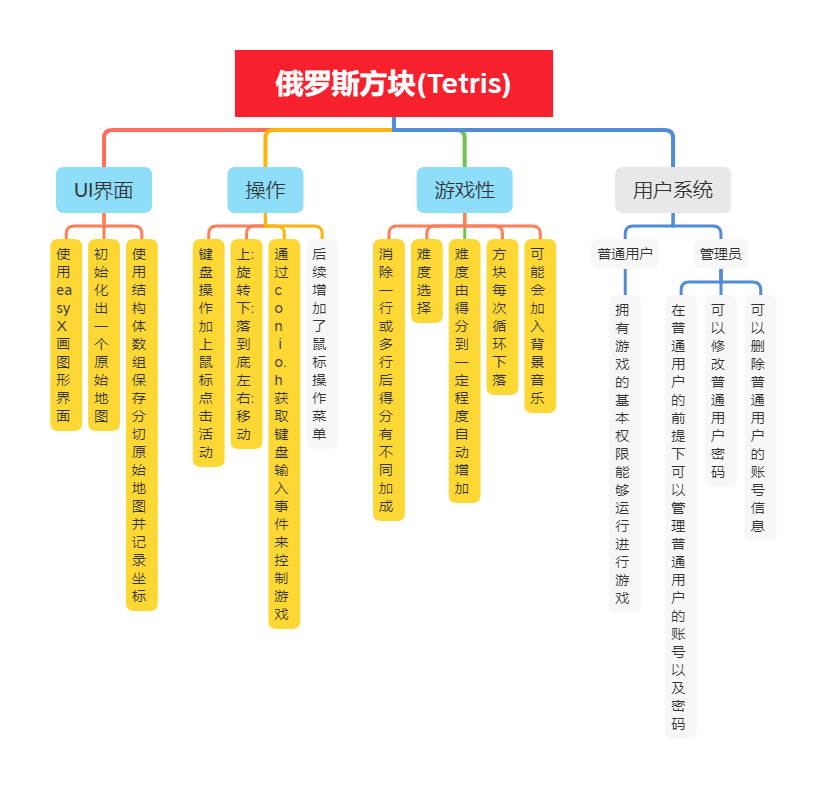 俄罗斯方块(Tetris)
UI界面
操作
游戏性
用户系统
普通用户
管理员
使用easyX画图形界面
初始化出一个原始地图
使用结构体数组保存分切原始地图并记录坐标
键盘操作加上鼠标点击活动
上:旋转下:落到底左右:移动
通过conio.h获取键盘输入事件来控制游戏
后续增加了鼠标操作菜单
消除一行或多行后得分有不同加成
难度选择
难度由得分到一定程度自动增加
方块每次循环下落
可能会加入背景音乐
拥有游戏的基本权限能够运行进行游戏
在普通用户的前提下可以管理普通用户的账号以及密码
可以修改普通用户密码
可以删除普通用户的账号信息